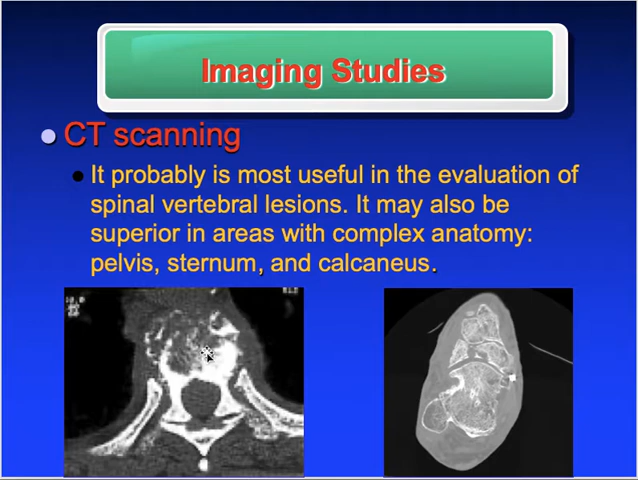 Imaging Studies
CT scanning
It probably is most useful in the evaluation of
spinal vertebral lesions. It may also be
superior in areas with complex anatomy:
pelvis, sternum, and calcaneus.